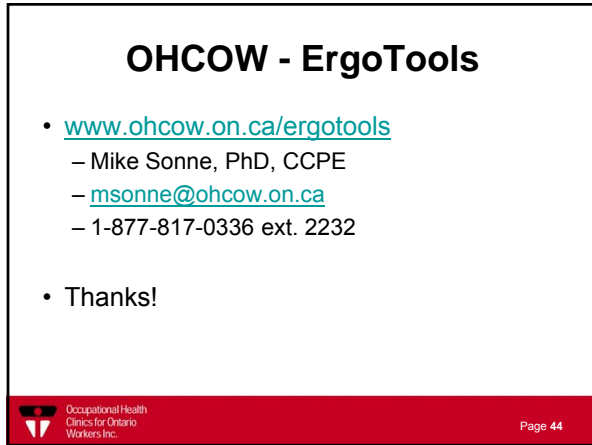 OHCOW - ErgoTools
• www.ohcow.on.ca/ergotools
– Mike Sonne, PhD, CCPE
– msonne@ohcow.on.ca
– 1-877-817-0336 ext. 2232
• Thanks!
Occupational Health
Clinics for Ontario
Workers Inc.
Page 44